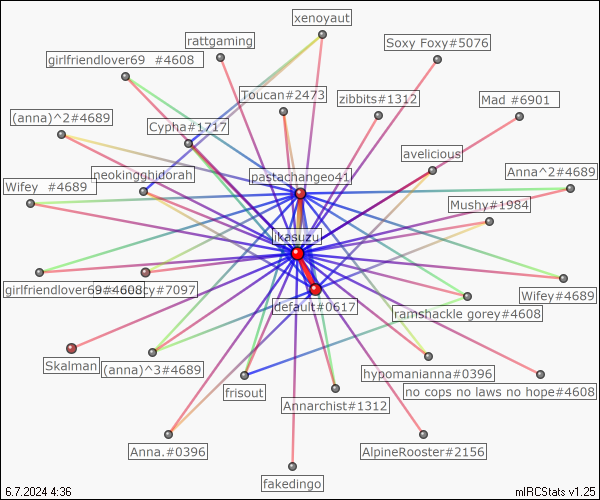 xenoyaut
rattgaming
Soxy Foxy#5076
girlfriendlover69 #4608
Toucan#2473
zibbits#1312
Mad #6901
(anna)^2#4689
Cypha#1717
avelicious
neokingghidorah
pastachangeo41
Anna^2#4689
Wifey #4689
Mushy#1984
ikasuzu
girlfriendlover69#4608
#7097
Wifey#4689
default#0617
ramshackle gorey#4608
Skalman
(anna)^3#4689
hypomanianna#0396
frisout
no cops no laws no hope#4608
Annarchist#1312
Anna.#0396
AlpineRooster#2156
fakedingo
6.7.2024 4:36
mIRCStats v1.25